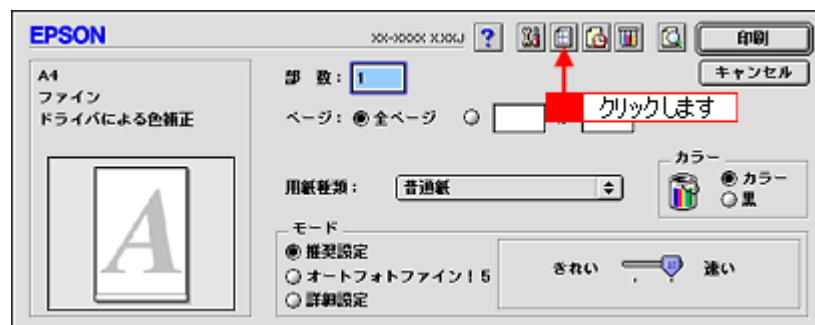 EPSON
XX-XXXX X.XXJ
印刷
キャンセル
A4
ファイン
ドライバによる色補正
部 数: 1
ページ: 全ページ
クリックします
用紙種類: 普通紙
カラー
カラー
黒
モード
推奨設定
オートフォトファイン!5
詳細設定
きれい
速い
A